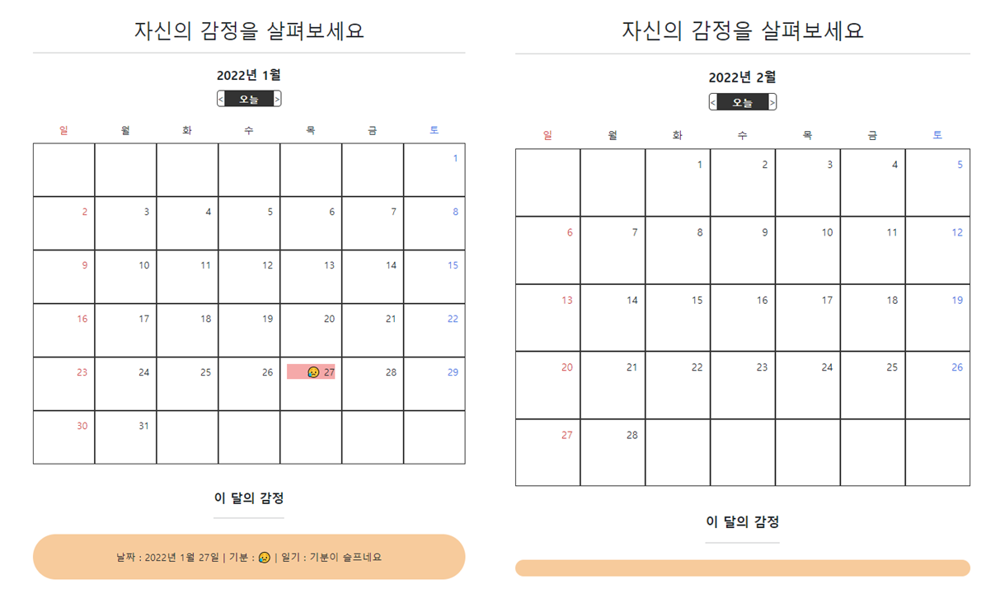 자신의 감정을 살펴보세요
2022년 1월
< 오늘 >
일 월 화 수 목 금 토
1
2 3 4 5 6 7 8
9 10 11 12 13 14 15
16 17 18 19 20 21 22
23 24 25 26 😥 27 28 29
30 31
이 달의 감정
날짜 : 2022년 1월 27일 | 기분 : 😥 | 일기 : 기분이 슬프네요
자신의 감정을 살펴보세요
2022년 2월
< 오늘 >
일 월 화 수 목 금 토
1 2 3 4 5
6 7 8 9 10 11 12
13 14 15 16 17 18 19
20 21 22 23 24 25 26
27 28
이 달의 감정